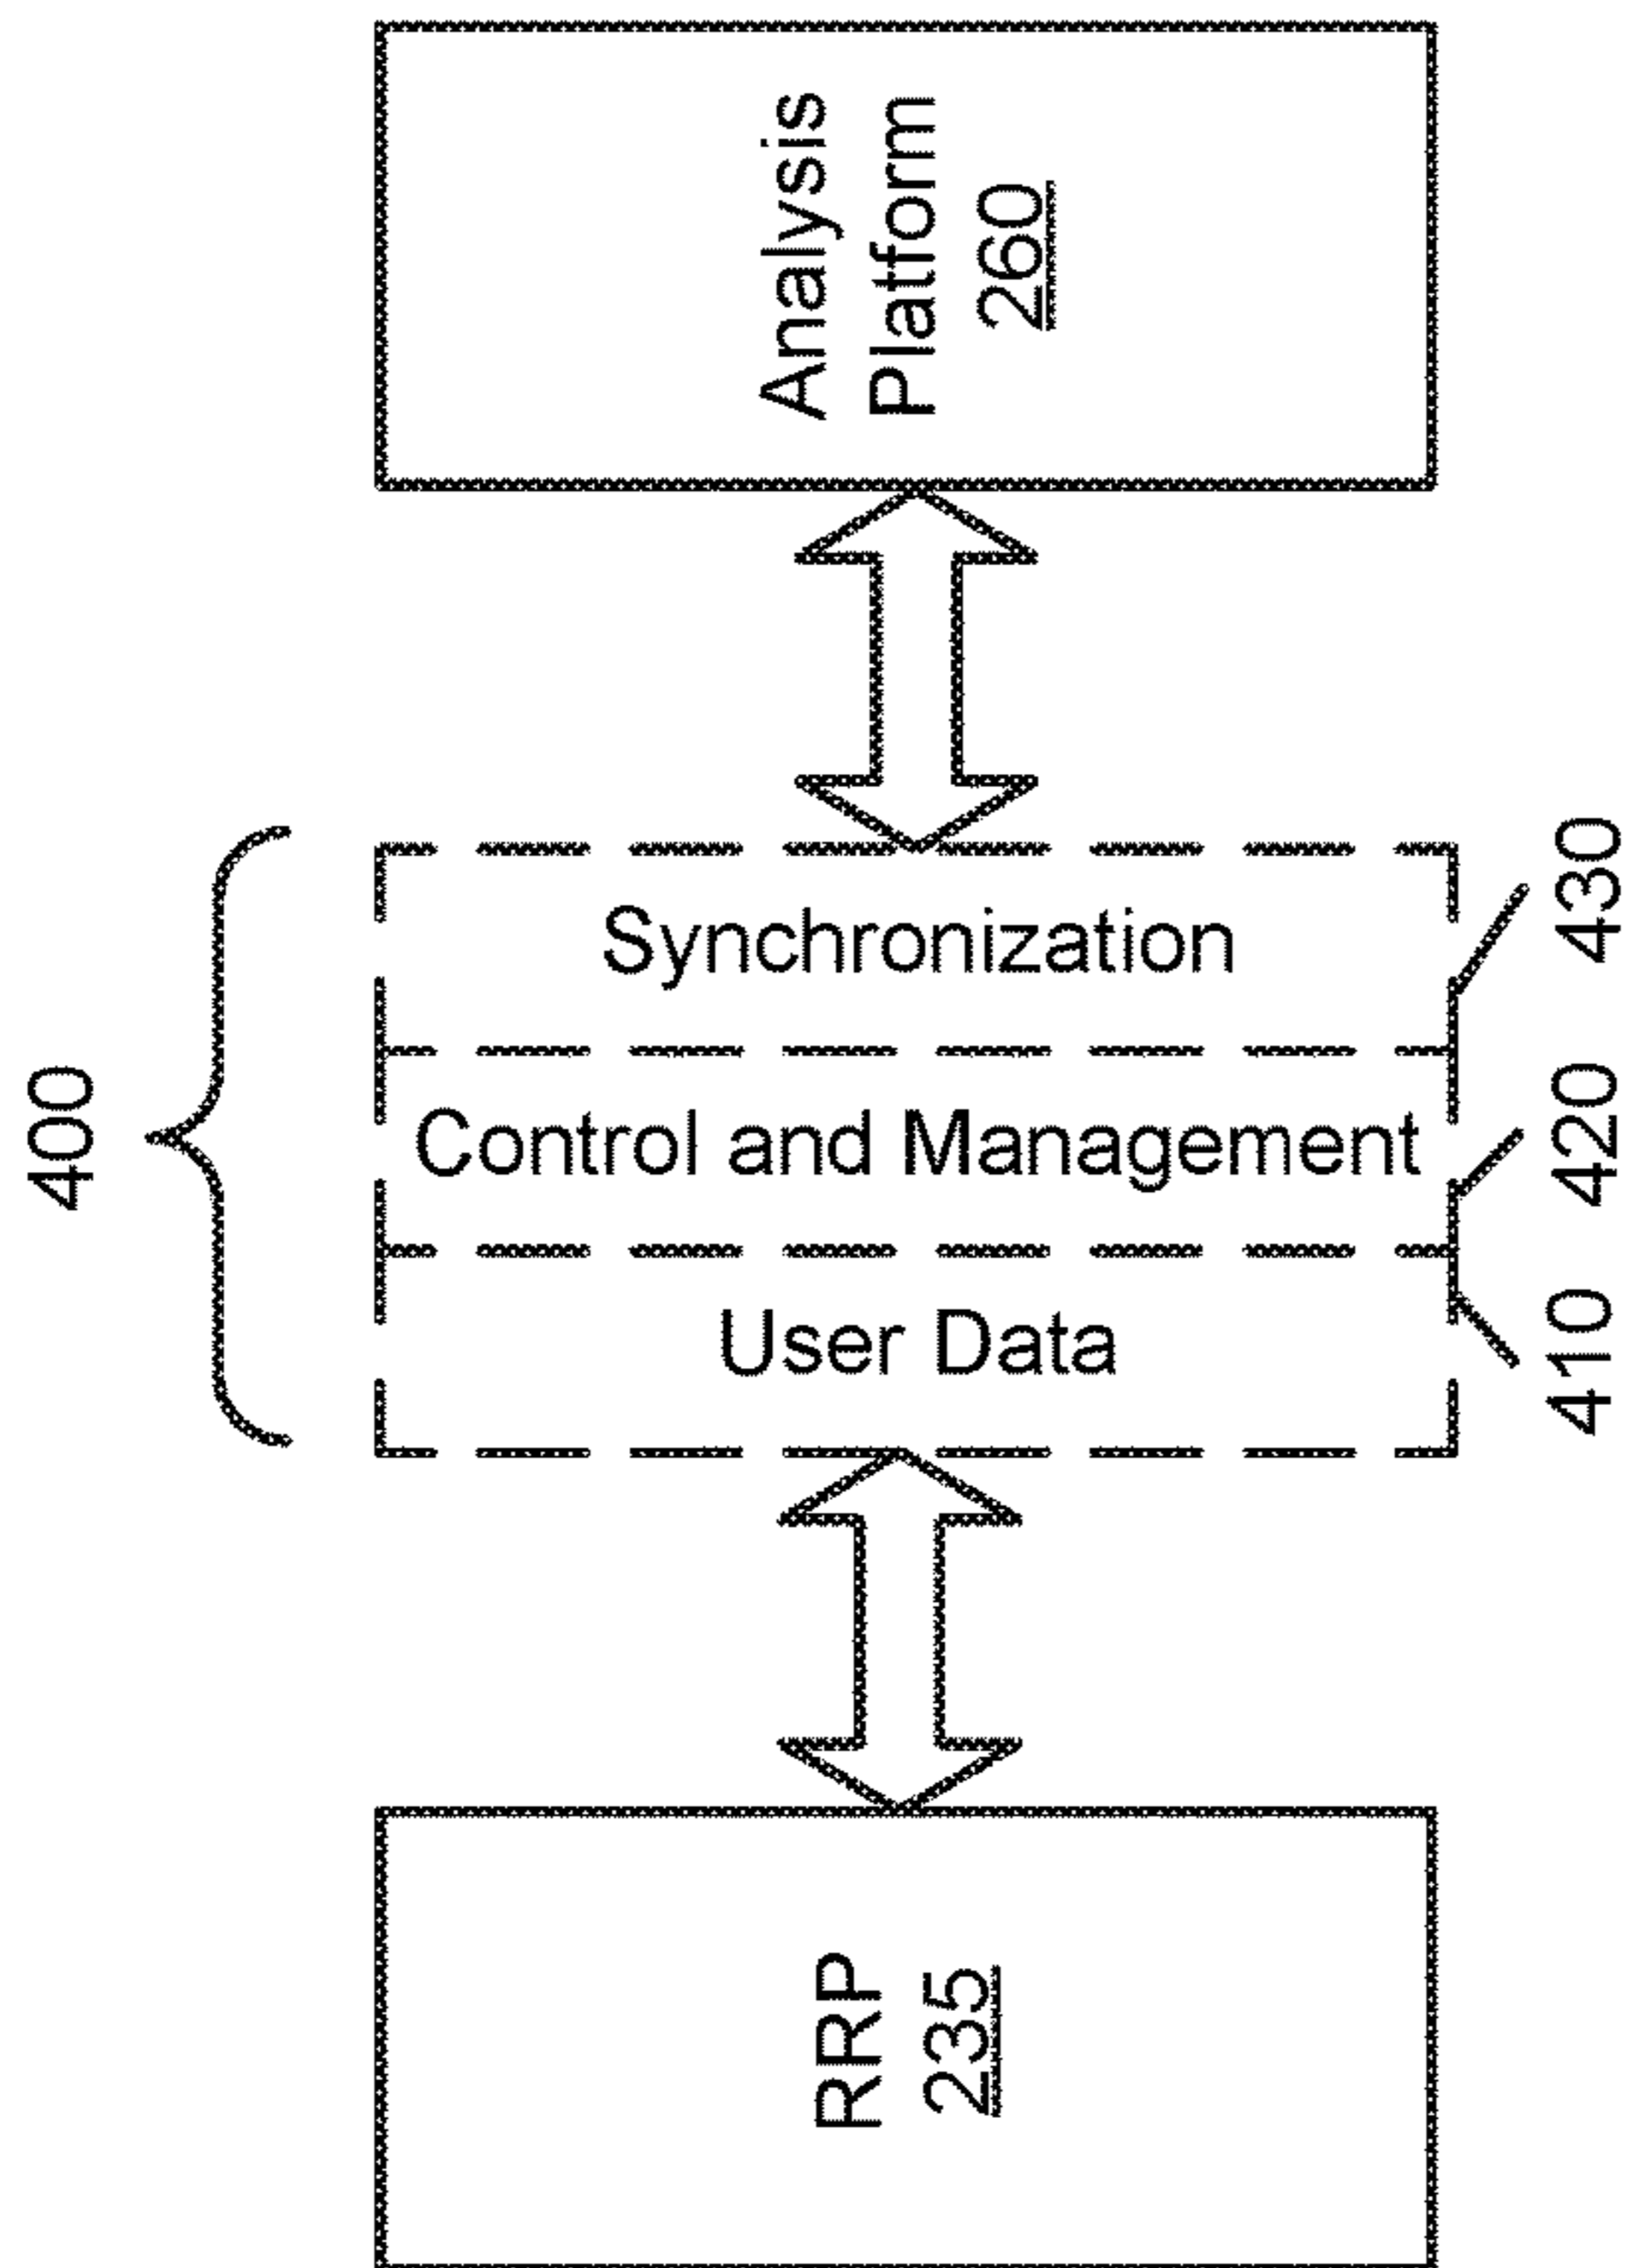 400
Analysis
Platform
260
Synchronization
Control and Management
User Data
430
420
410
RRP
235